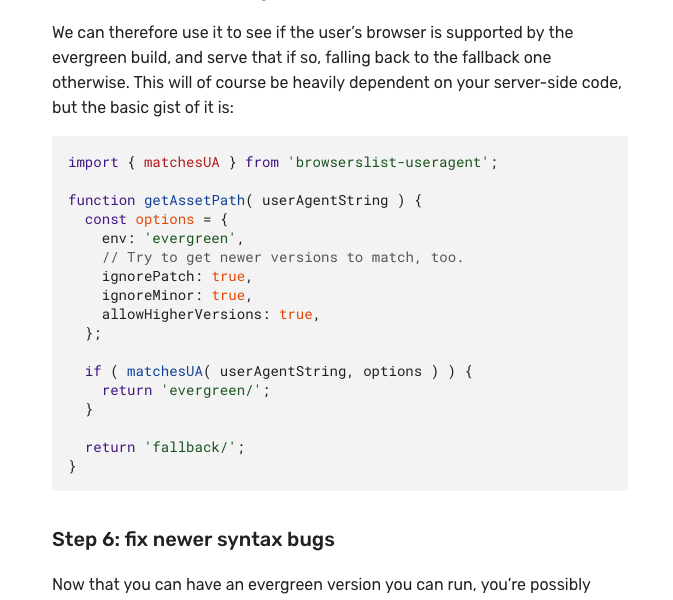 We can therefore use it to see if the user’s browser is supported by the
evergreen build, and serve that if so, falling back to the fallback one
otherwise. This will of course be heavily dependent on your server-side code,
but the basic gist of it is:
import { matchesUA } from 'browserslist-useragent';
function getAssetPath( userAgentString ) {
  const options = {
    env: 'evergreen',
    // Try to get newer versions to match, too.
    ignorePatch: true,
    ignoreMinor: true,
    allowHigherVersions: true,
  };
  if ( matchesUA( userAgentString, options ) ) {
    return 'evergreen/';
  }
  return 'fallback/';
}
Step 6: fix newer syntax bugs
Now that you can have an evergreen version you can run, you’re possibly